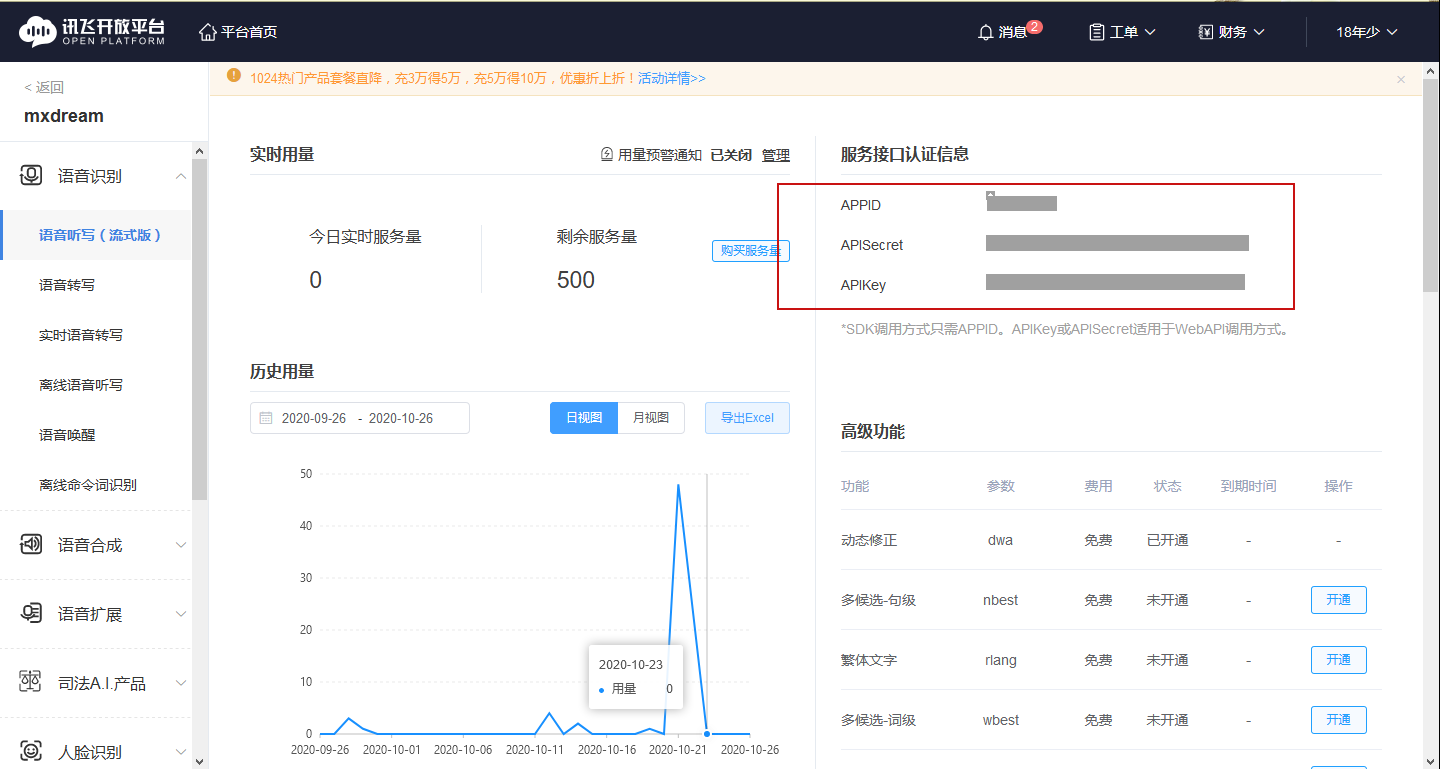 讯飞开放平台
OPEN PLATFORM
平台首页
消息 2
工单
财务
18年少
< 返回
mxdream
语音识别
语音听写（流式版）
语音转写
实时语音转写
离线语音听写
语音唤醒
离线命令词识别
语音合成
语音扩展
司法A.I.产品
人脸识别
1024热门产品套餐直降，充3万得5万，充5万得10万，优惠折上折！活动详情>>
实时用量
用量预警通知 已关闭 管理
今日实时服务量
0
剩余服务量
500
购买服务量
历史用量
2020-09-26 - 2020-10-26
日视图 月视图
导出Excel
50
40
30
20
10
0
2020-09-26 2020-10-01 2020-10-06 2020-10-11 2020-10-16 2020-10-21 2020-10-26
2020-10-23
用量 0
服务接口认证信息
APPID
APISecret
APIKey
*SDK调用方式只需APPID。APIKey或APISecret适用于WebAPI调用方式。
高级功能
功能 参数 费用 状态 到期时间 操作
动态修正 dwa 免费 已开通 - -
多候选-句级 nbest 免费 未开通 - 开通
繁体文字 rlang 免费 未开通 - 开通
多候选-词级 wbest 免费 未开通 - 开通